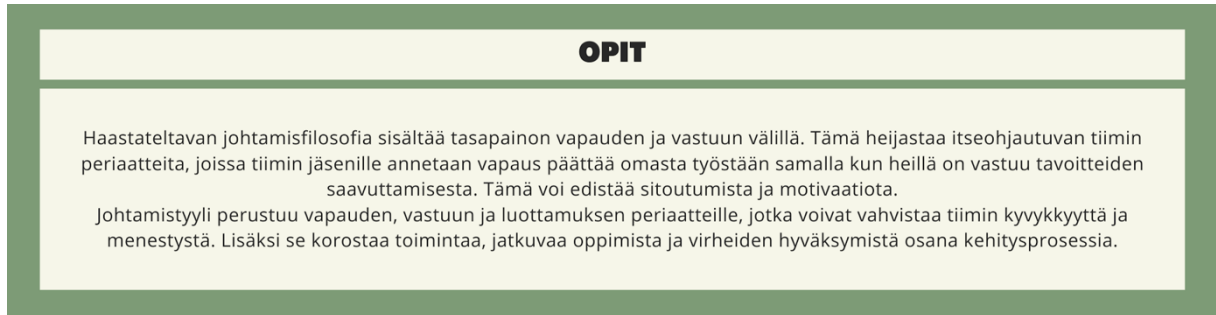 OPIT
Haastateltavan johtamisfilosofia sisältää tasapainon vapauden ja vastuun välillä. Tämä heijastaa itseohjautuvan tiimin
periaatteita, joissa tiimin jäsenille annetaan vapaus päättää omasta työstään samalla kun heillä on vastuu tavoitteiden
saavuttamisesta. Tämä voi edistää sitoutumista ja motivaatiota.
Johtamistyyli perustuu vapauden, vastuun ja luottamuksen periaatteille, jotka voivat vahvistaa tiimin kyvykkyyttä ja
menestystä. Lisäksi se korostaa toimintaa, jatkuvaa oppimista ja virheiden hyväksymistä osana kehitysprosessia.